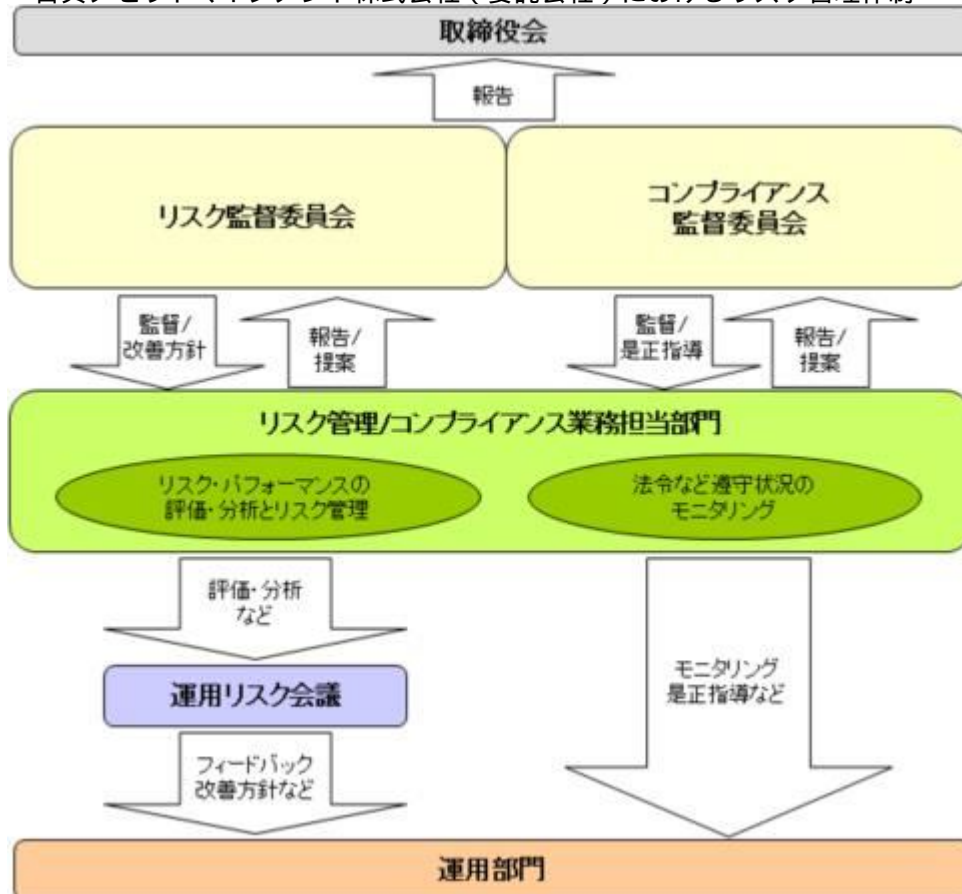 取締役会
報告
リスク監督委員会
コンプライアンス
監督委員会
監督/
改善方針
報告/
提案
監督/
是正指導
報告/
提案
リスク管理/コンプライアンス業務担当部門
リスク・パフォーマンスの
評価・分析とリスク管理
法令など遵守状況の
モニタリング
評価・分析
など
運用リスク会議
モニタリング
是正指導など
フィードバック
改善方針など
運用部門